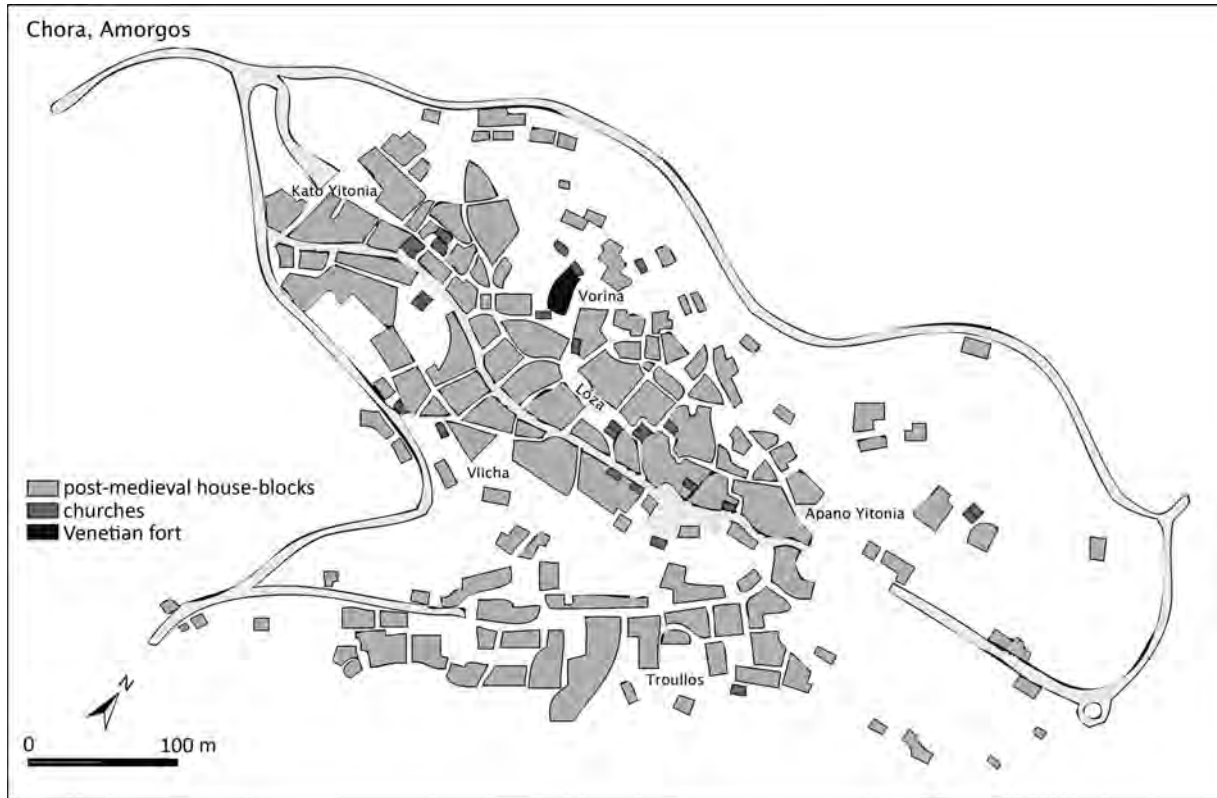 Chora, Amorgos
Kato Yitonia
Vorina
Loza
Vlicha
Apano Yitonia
Troullos
post-medieval house-blocks
churches
Venetian fort
N
0 100 m